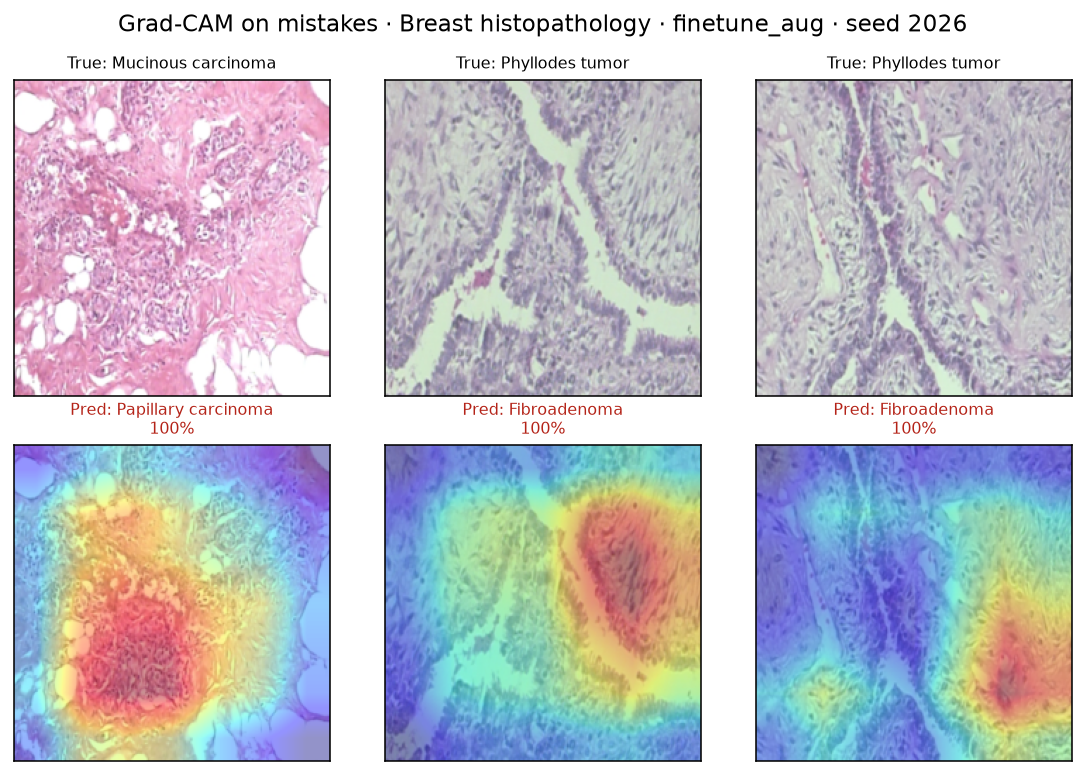 Grad-CAM on mistakes · Breast histopathology · finetune_aug · seed 2026
True: Mucinous carcinoma
True: Phyllodes tumor
True: Phyllodes tumor
Pred: Papillary carcinoma
100%
Pred: Fibroadenoma
100%
Pred: Fibroadenoma
100%